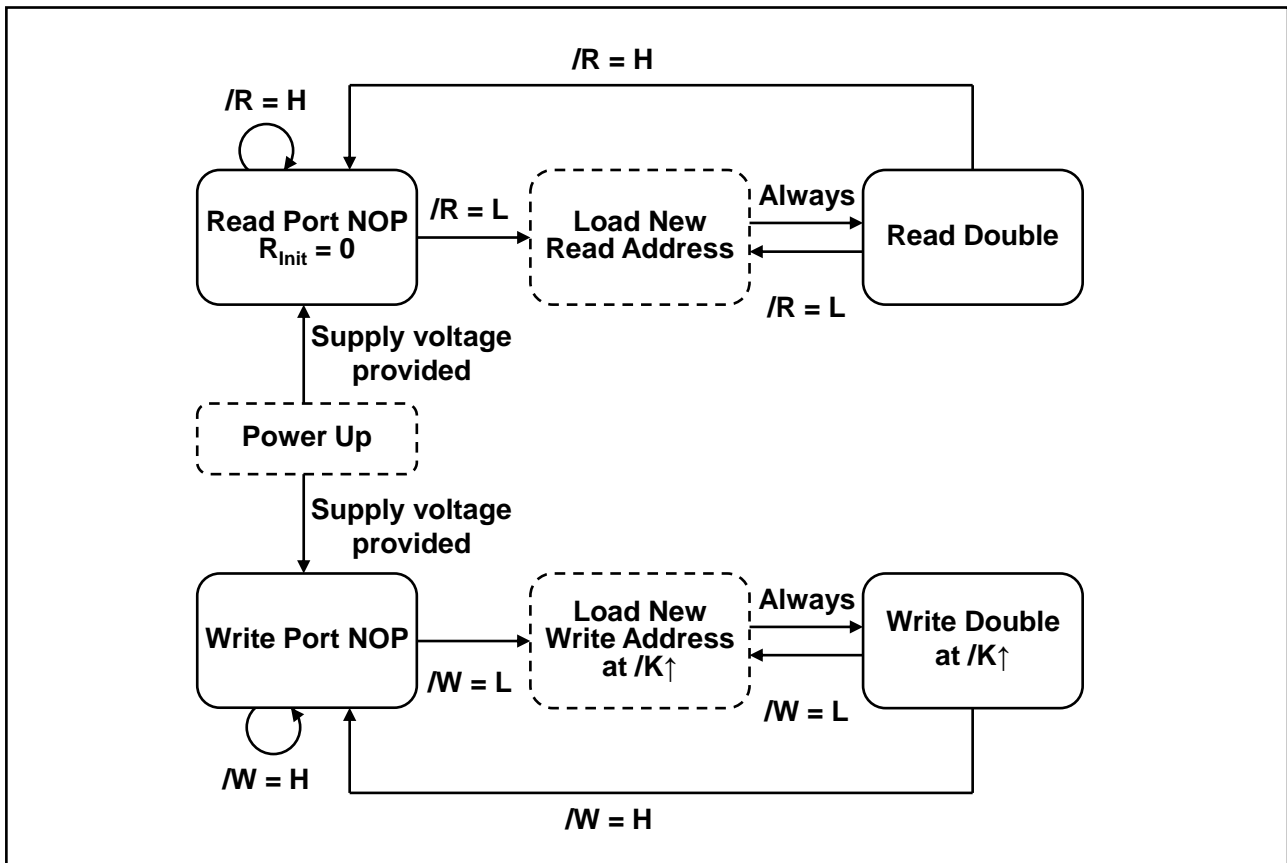 /R = H
/R = H
Read Port NOP
RInit = 0
/R = L
Load New
Read Address
Always
/R = L
Read Double
Supply voltage
provided
Power Up
Supply voltage
provided
Write Port NOP
/W = L
Load New
Write Address
at /K↑
Always
/W = L
Write Double
at /K↑
/W = H
/W = H